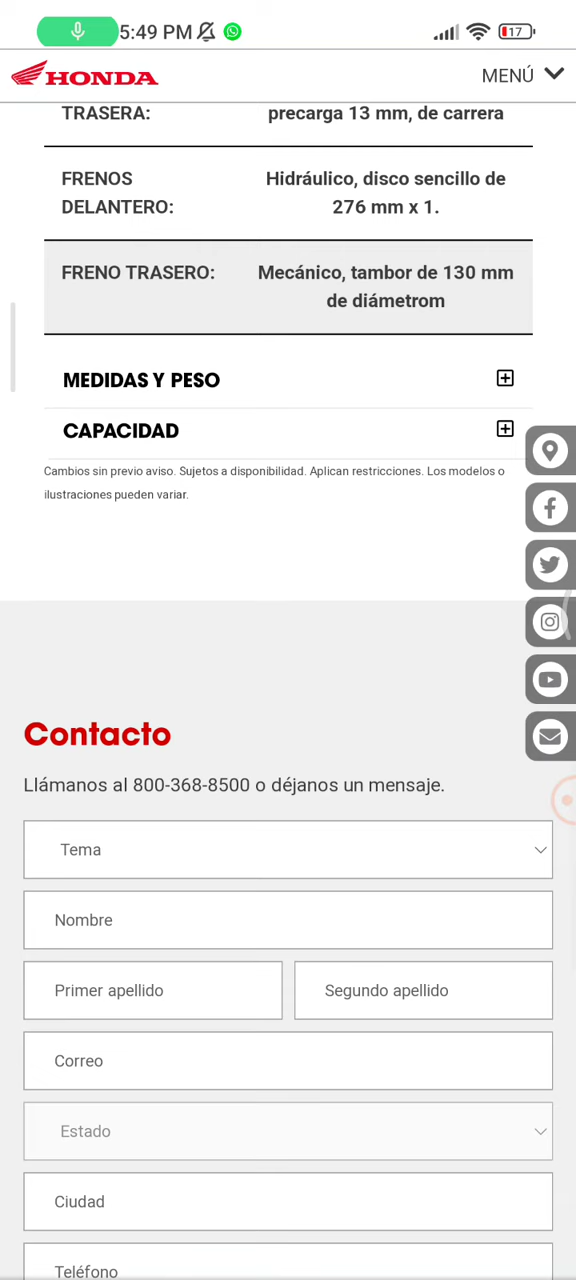 5:49 PM
17
HONDA
MENÚ
TRASERA:
precarga 13 mm, de carrera
FRENOS
DELANTERO:
Hidráulico, disco sencillo de
276 mm x 1.
FRENO TRASERO:
Mecánico, tambor de 130 mm
de diámetrom
MEDIDAS Y PESO
CAPACIDAD
Cambios sin previo aviso. Sujetos a disponibilidad. Aplican restricciones. Los modelos o
ilustraciones pueden variar.
Contacto
Llámanos al 800-368-8500 o déjanos un mensaje.
Tema
Nombre
Primer apellido
Segundo apellido
Correo
Estado
Ciudad
Teléfono